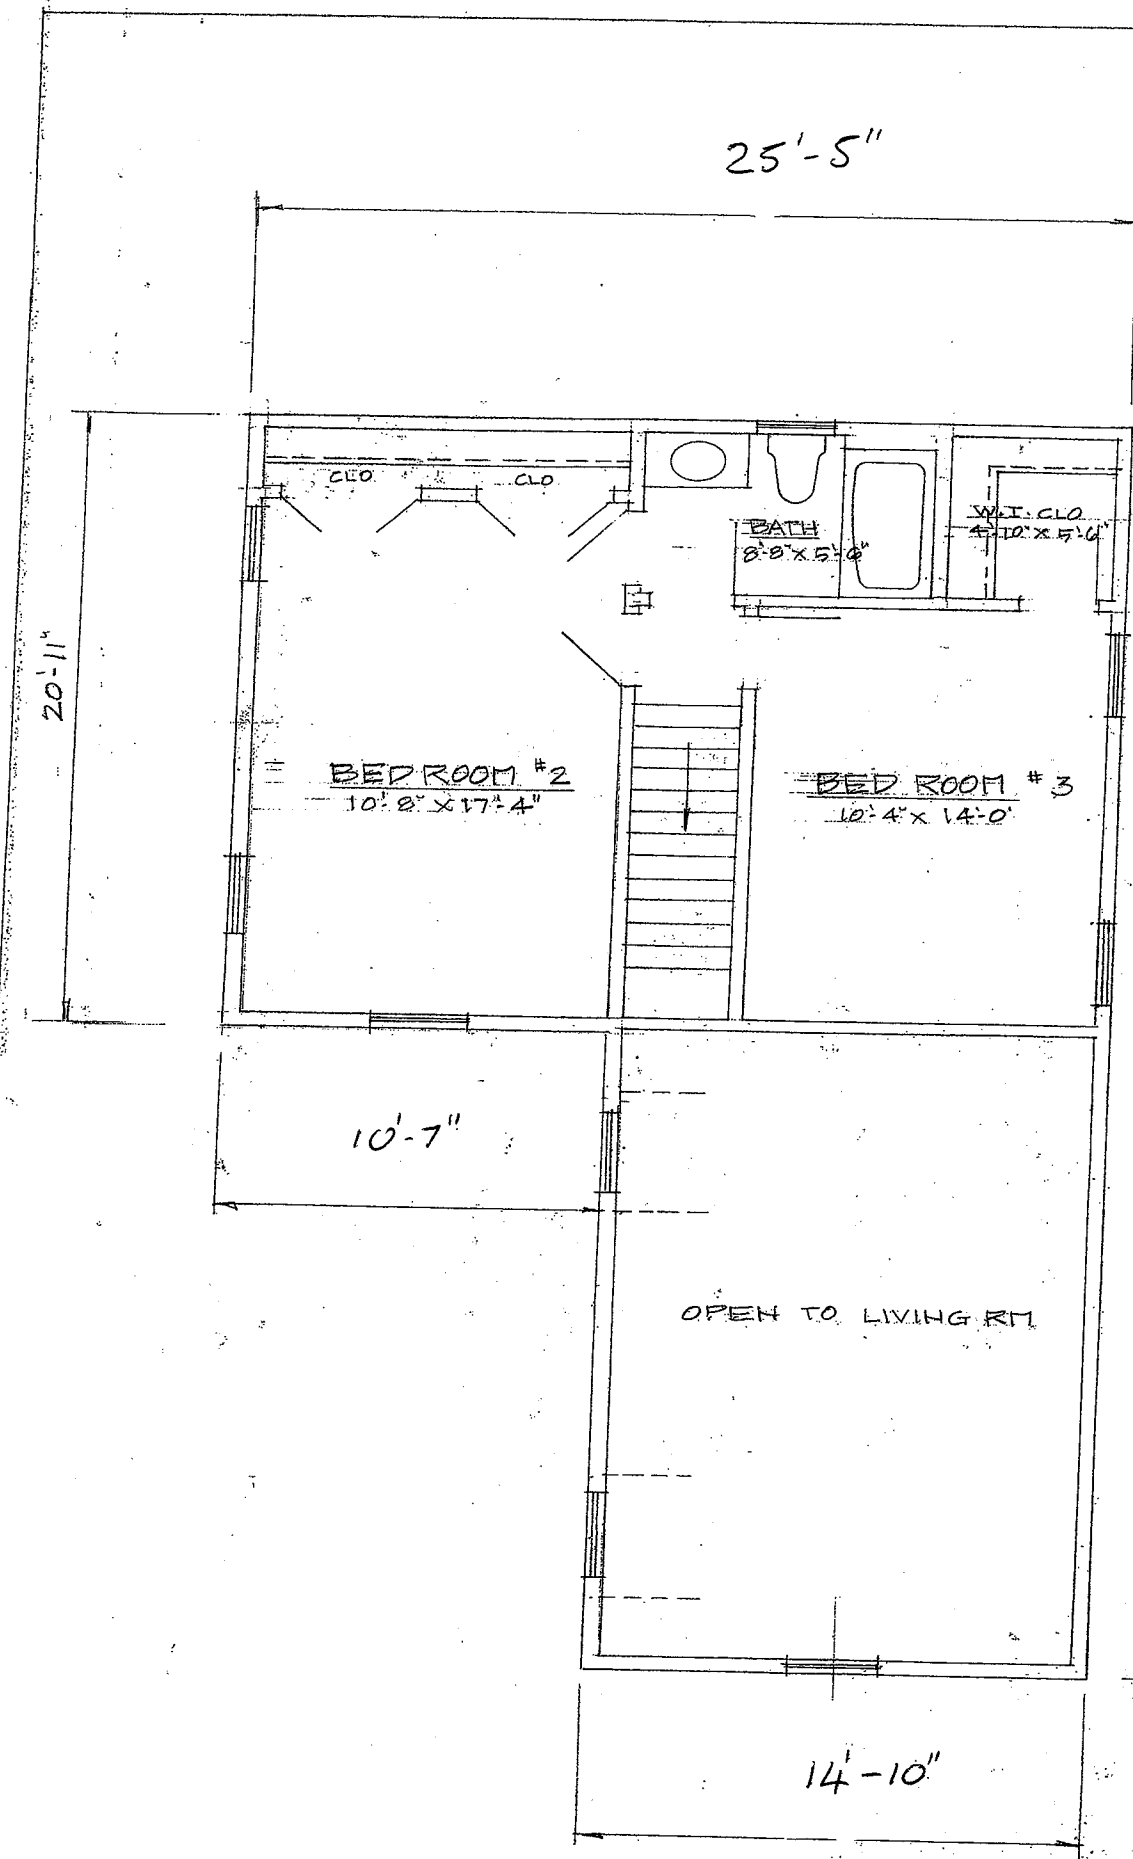 25'-5"
CLO
CLO
BATH
8'-8" X 5'-6"
W.I. CLO
4'-10" X 5'-6"
20'-11"
BED ROOM #2
10'-8" X 17'-4"
BED ROOM #3
10'-4" X 14'-0"
10'-7"
OPEN TO LIVING RM
14'-10"